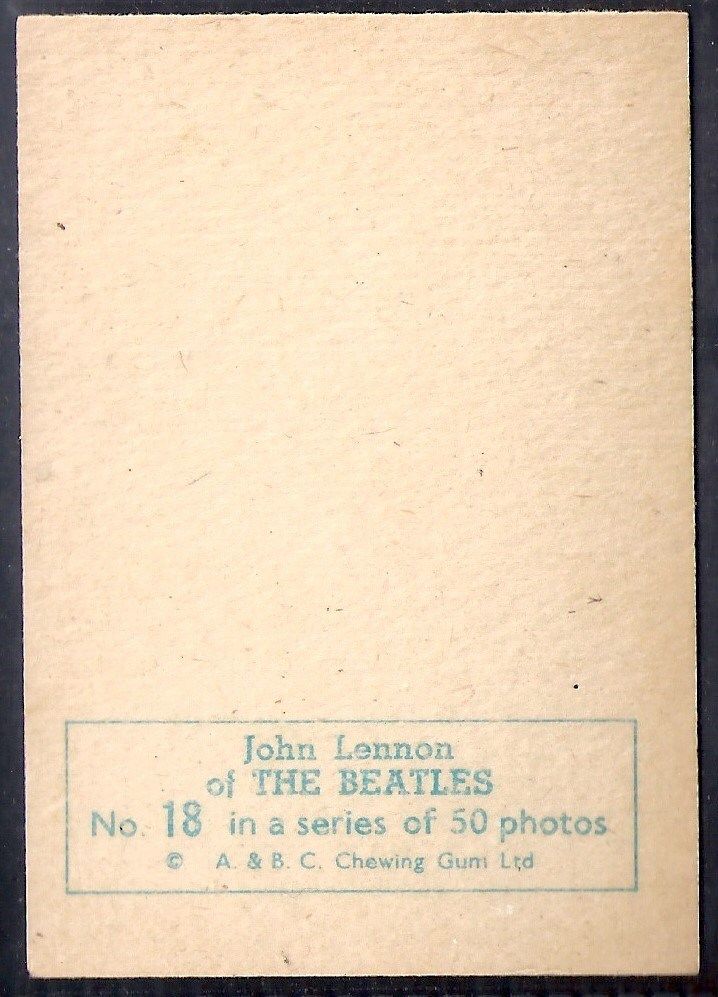 John Lennon
of THE BEATLES
No. 18 in a series of 50 photos
© A. & B. C. Chewing Gum Ltd